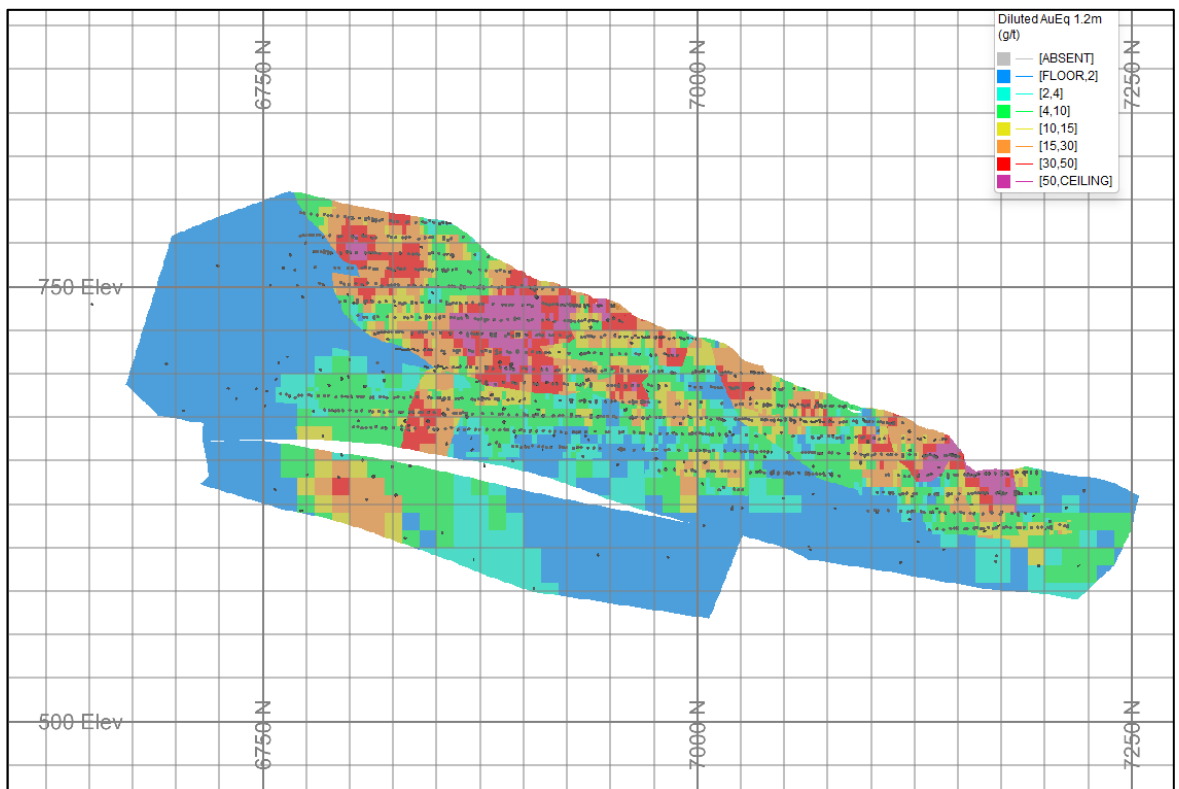 Diluted AuEq 1.2m
(g/t)
[ABSENT]
[FLOOR,2]
[2,4]
[4,10]
[10,15]
[15,30]
[30,50]
[50,CEILING]
6750 N
7000 N
7250 N
750 Elev
500 Elev
6750 N
7000 N
7250 N